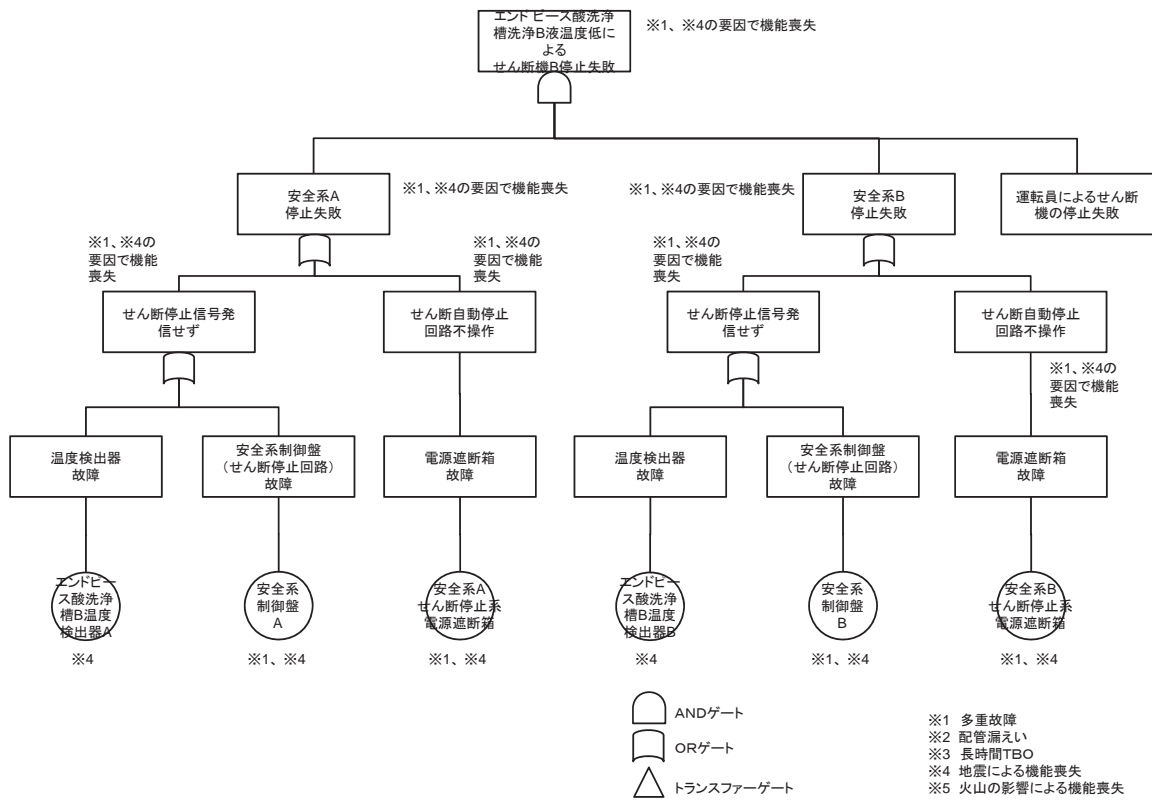 エンドピース酸洗浄
槽洗浄B液温度低に
よる
せん断機B停止失敗
※1、※4の要因で機能喪失
安全系A
停止失敗
※1、※4の要因で機能喪失
※1、※4の要因で機能喪失
安全系B
停止失敗
運転員によるせん断
機の停止失敗
※1、※4の
要因で機能
喪失
※1、※4の
要因で機能
喪失
※1、※4の
要因で機能
喪失
せん断停止信号発
信せず
せん断自動停止
回路不操作
せん断停止信号発
信せず
せん断自動停止
回路不操作
※1、※4の
要因で機能
喪失
温度検出器
故障
安全系制御盤
（せん断停止回路）
故障
電源遮断箱
故障
温度検出器
故障
安全系制御盤
（せん断停止回路）
故障
電源遮断箱
故障
エンドピー
ス酸洗浄
槽B温度
検出器A
安全系
制御盤
A
安全系A
せん断停止系
電源遮断箱
エンドピー
ス酸洗浄
槽B温度
検出器B
安全系
制御盤
B
安全系B
せん断停止系
電源遮断箱
※4
※1、※4
※1、※4
※4
※1、※4
※1、※4
ANDゲート
ORゲート
トランスファーゲート
※1 多重故障
※2 配管漏えい
※3 長時間TBO
※4 地震による機能喪失
※5 火山の影響による機能喪失